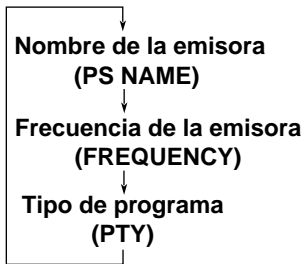 Nombre de la emisora
(PS NAME)
Frecuencia de la emisora
(FREQUENCY)
Tipo de programa
(PTY)